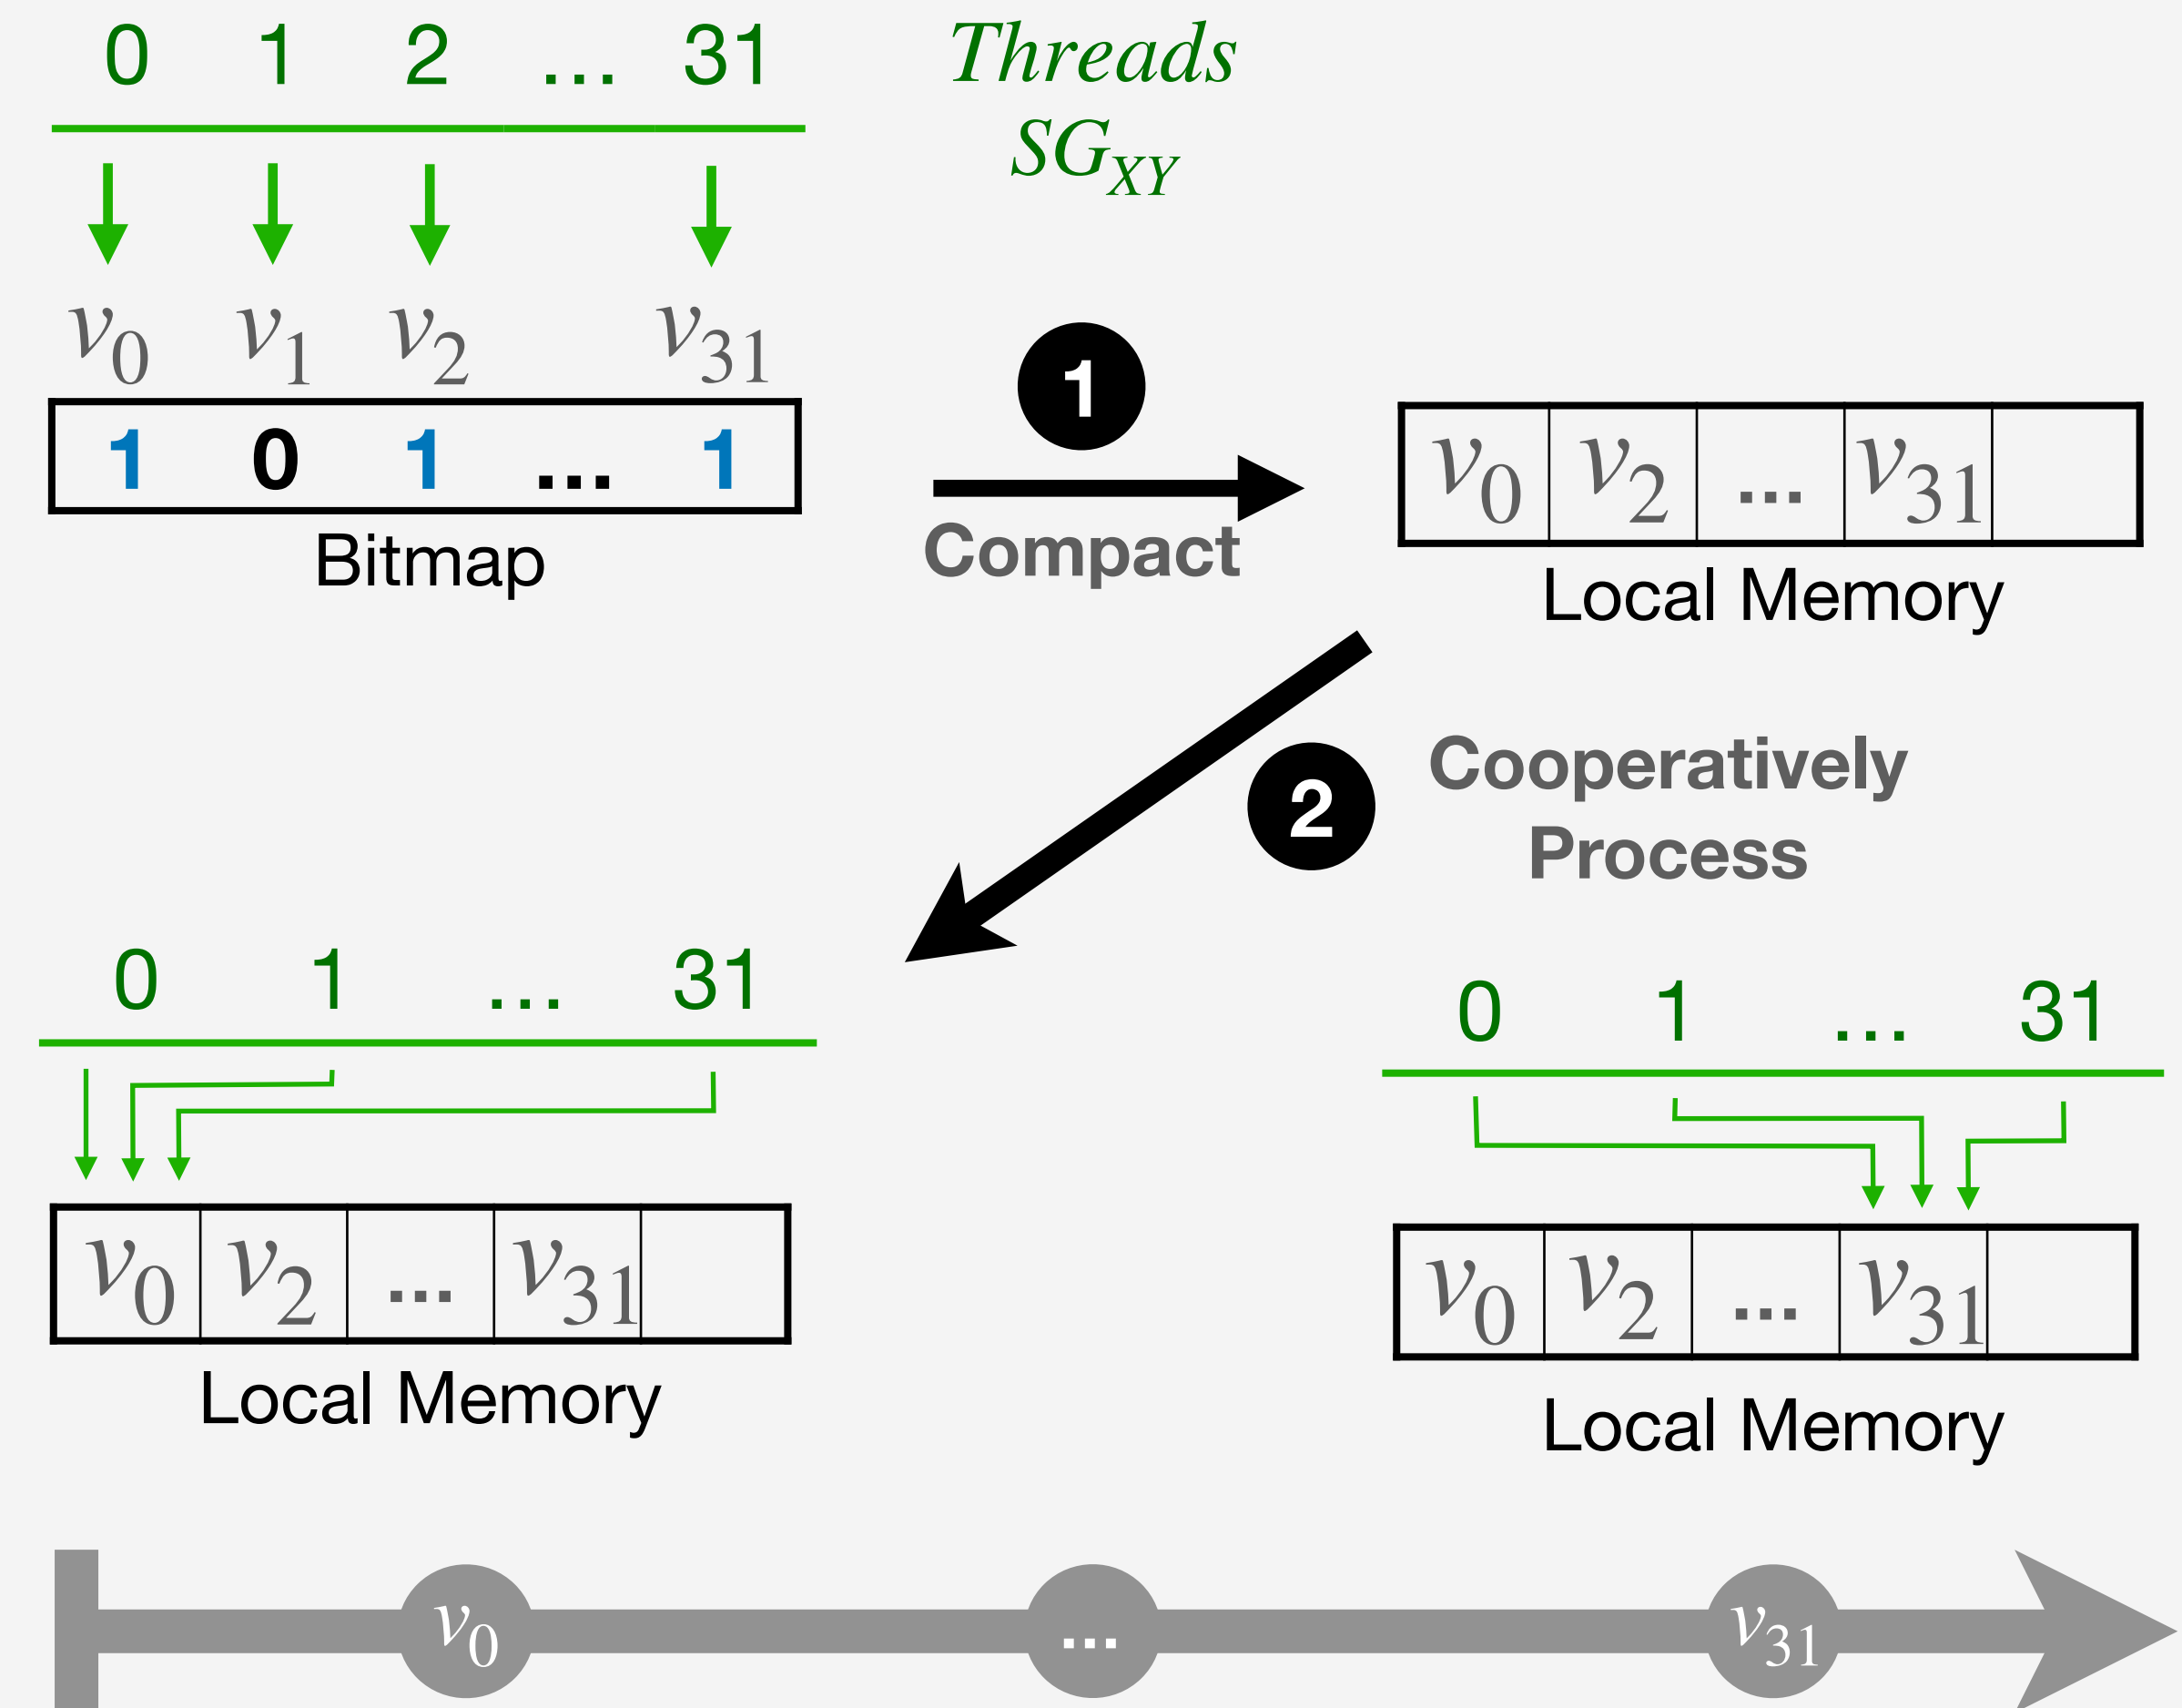 0 1 2 ... 31
Threads
SG_XY
v0 v1 v2 v31
1 0 1 ... 1
Bitmap
1
Compact
v0 v2 ... v31
Local Memory
2
Cooperatively
Process
0 1 ... 31
v0 v2 ... v31
Local Memory
0 1 ... 31
v0 v2 ... v31
Local Memory
v0 ... v31